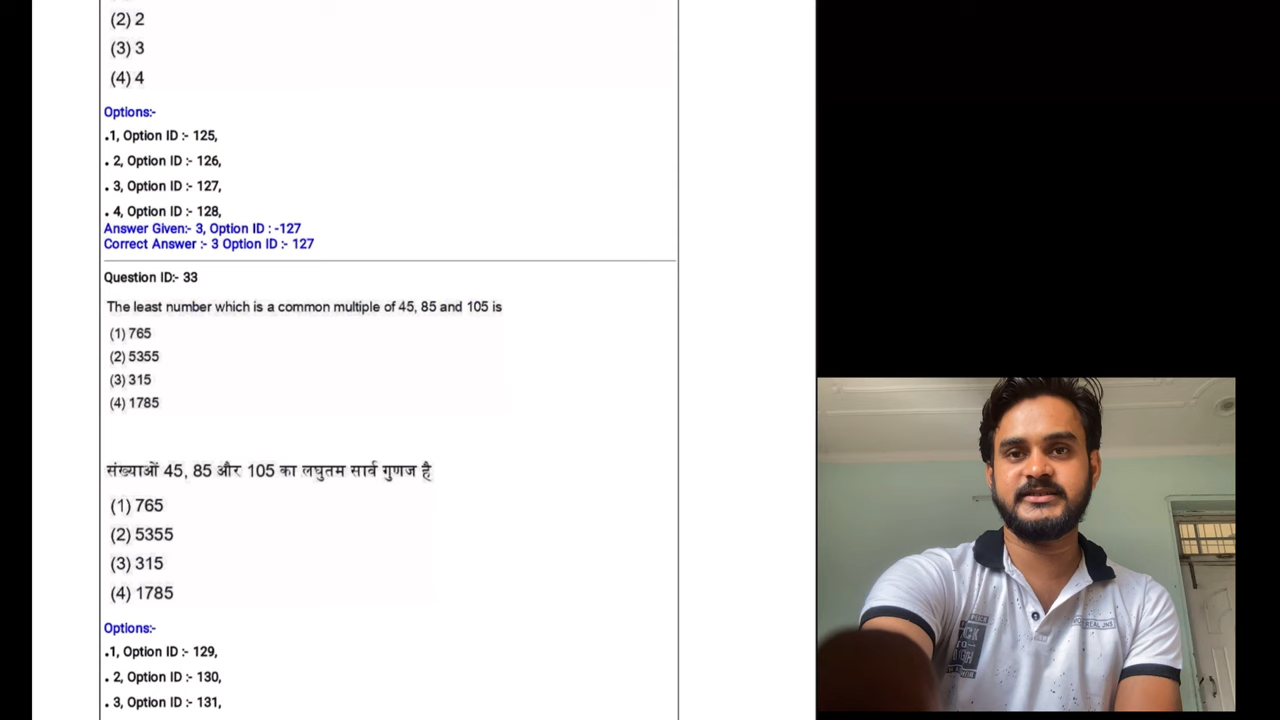 (2) 2
(3) 3
(4) 4
Options:-
.1, Option ID :- 125,
. 2, Option ID :- 126,
. 3, Option ID :- 127,
. 4, Option ID :- 128,
Answer Given:- 3, Option ID : -127
Correct Answer :- 3 Option ID :- 127
Question ID:- 33
The least number which is a common multiple of 45, 85 and 105 is
(1) 765
(2) 5355
(3) 315
(4) 1785
संख्याओं 45, 85 और 105 का लघुतम सार्व गुणज है
(1) 765
(2) 5355
(3) 315
(4) 1785
Options:-
.1, Option ID :- 129,
. 2, Option ID :- 130,
. 3, Option ID :- 131,
REAL JNS